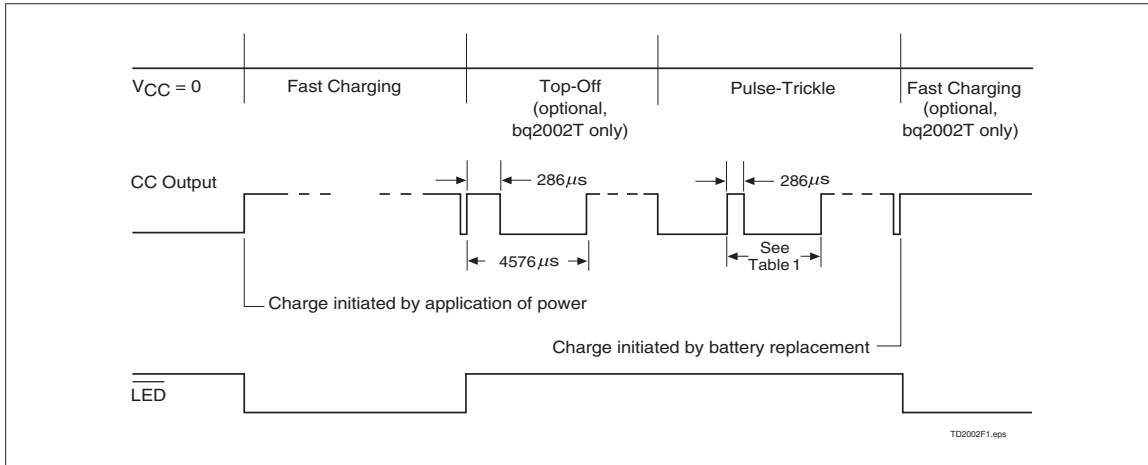 VCC = 0
Fast Charging
Top-Off
(optional,
bq2002T only)
Pulse-Trickle
Fast Charging
(optional,
bq2002T only)
CC Output
286µs
286µs
4576µs
See
Table 1
Charge initiated by application of power
Charge initiated by battery replacement
LED
TD2002F1.eps